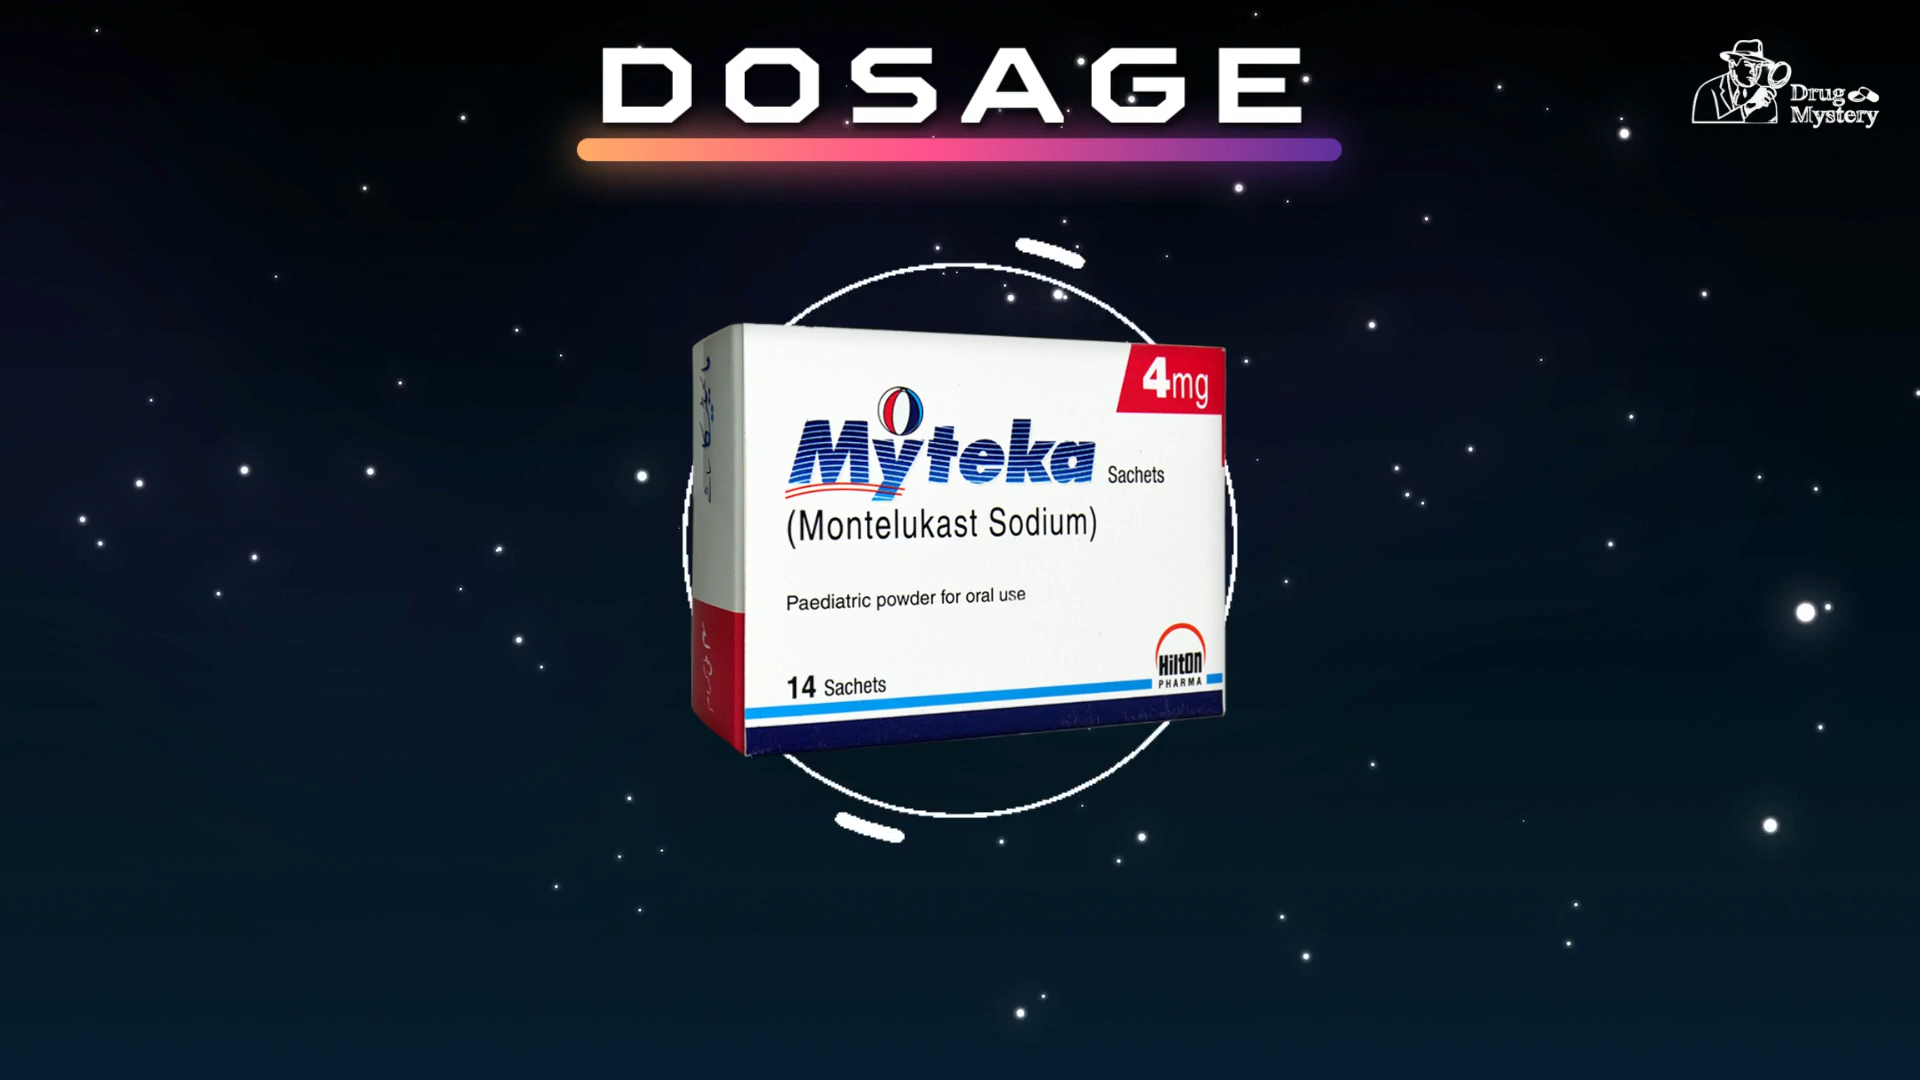 DOSAGE
Drug
Mystery
4mg
Myteka Sachets
(Montelukast Sodium)
Paediatric powder for oral use
14 Sachets
Hilton
PHARMA